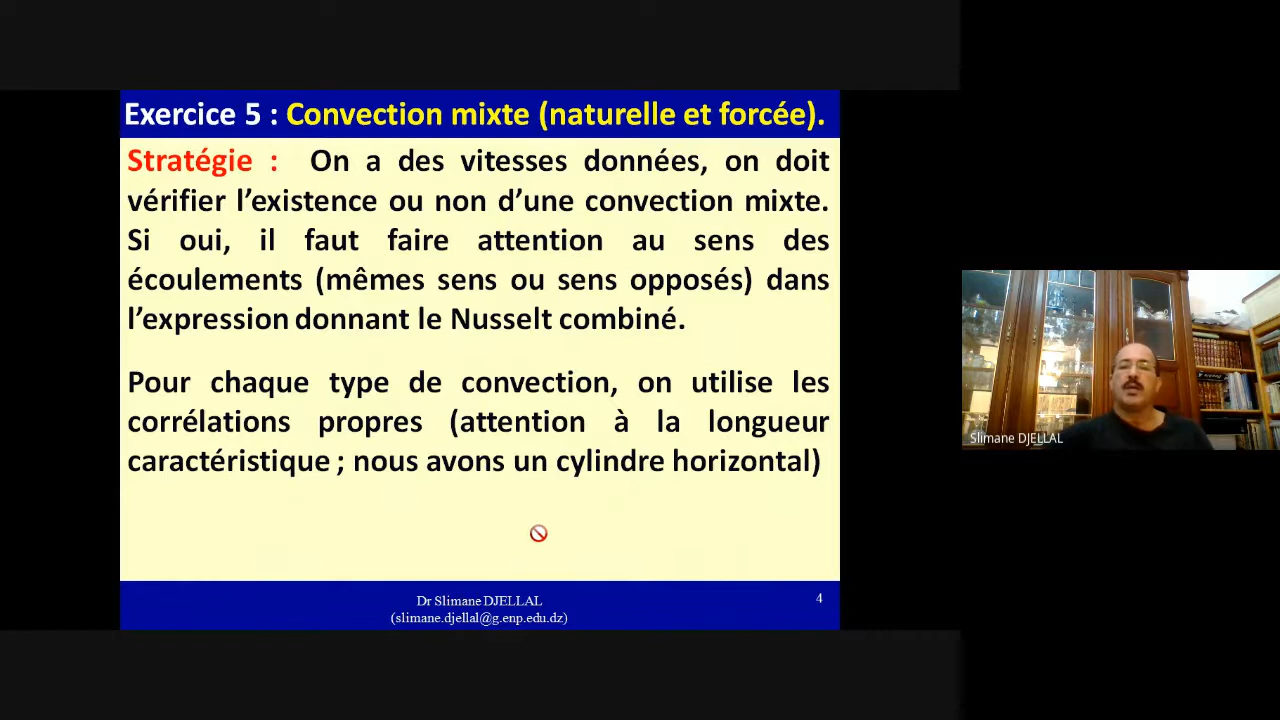 Exercice 5 : Convection mixte (naturelle et forcée).
Stratégie : On a des vitesses données, on doit
vérifier l’existence ou non d’une convection mixte.
Si oui, il faut faire attention au sens des
écoulements (mêmes sens ou sens opposés) dans
l’expression donnant le Nusselt combiné.
Pour chaque type de convection, on utilise les
corrélations propres (attention à la longueur
caractéristique ; nous avons un cylindre horizontal)
Dr Slimane DJELLAL
(slimane.djellal@g.enp.edu.dz)
4
Slimane DJELLAL